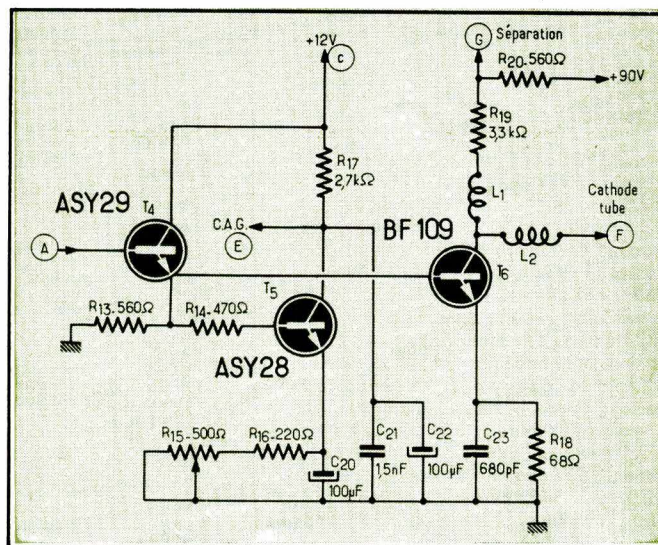 +12V
C
G
Séparation
R20-560Ω
+90V
R19
3,3 kΩ
R17
2,7kΩ
L1
ASY29
T4
C.A.G.
E
BF 109
Cathode
tube
A
F
L2
T5
T6
R13-560Ω
R14-470Ω
ASY28
R15-500Ω
R16-220Ω
C20
100µF
C21
1,5nF
C22
100µF
C23
680pF
R18
68Ω